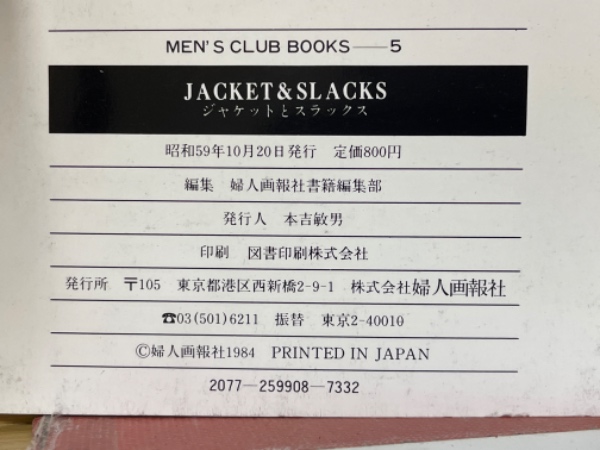 MEN'S CLUB BOOKS——5
JACKET&SLACKS
ジャケットとスラックス
昭和59年10月20日発行 定価800円
編集 婦人画報社書籍編集部
発行人 本吉敏男
印刷 図書印刷株式会社
発行所 〒105 東京都港区西新橋2-9-1 株式会社婦人画報社
☎03(501)6211 振替 東京2-40010
©婦人画報社1984 PRINTED IN JAPAN
2077—259908—7332